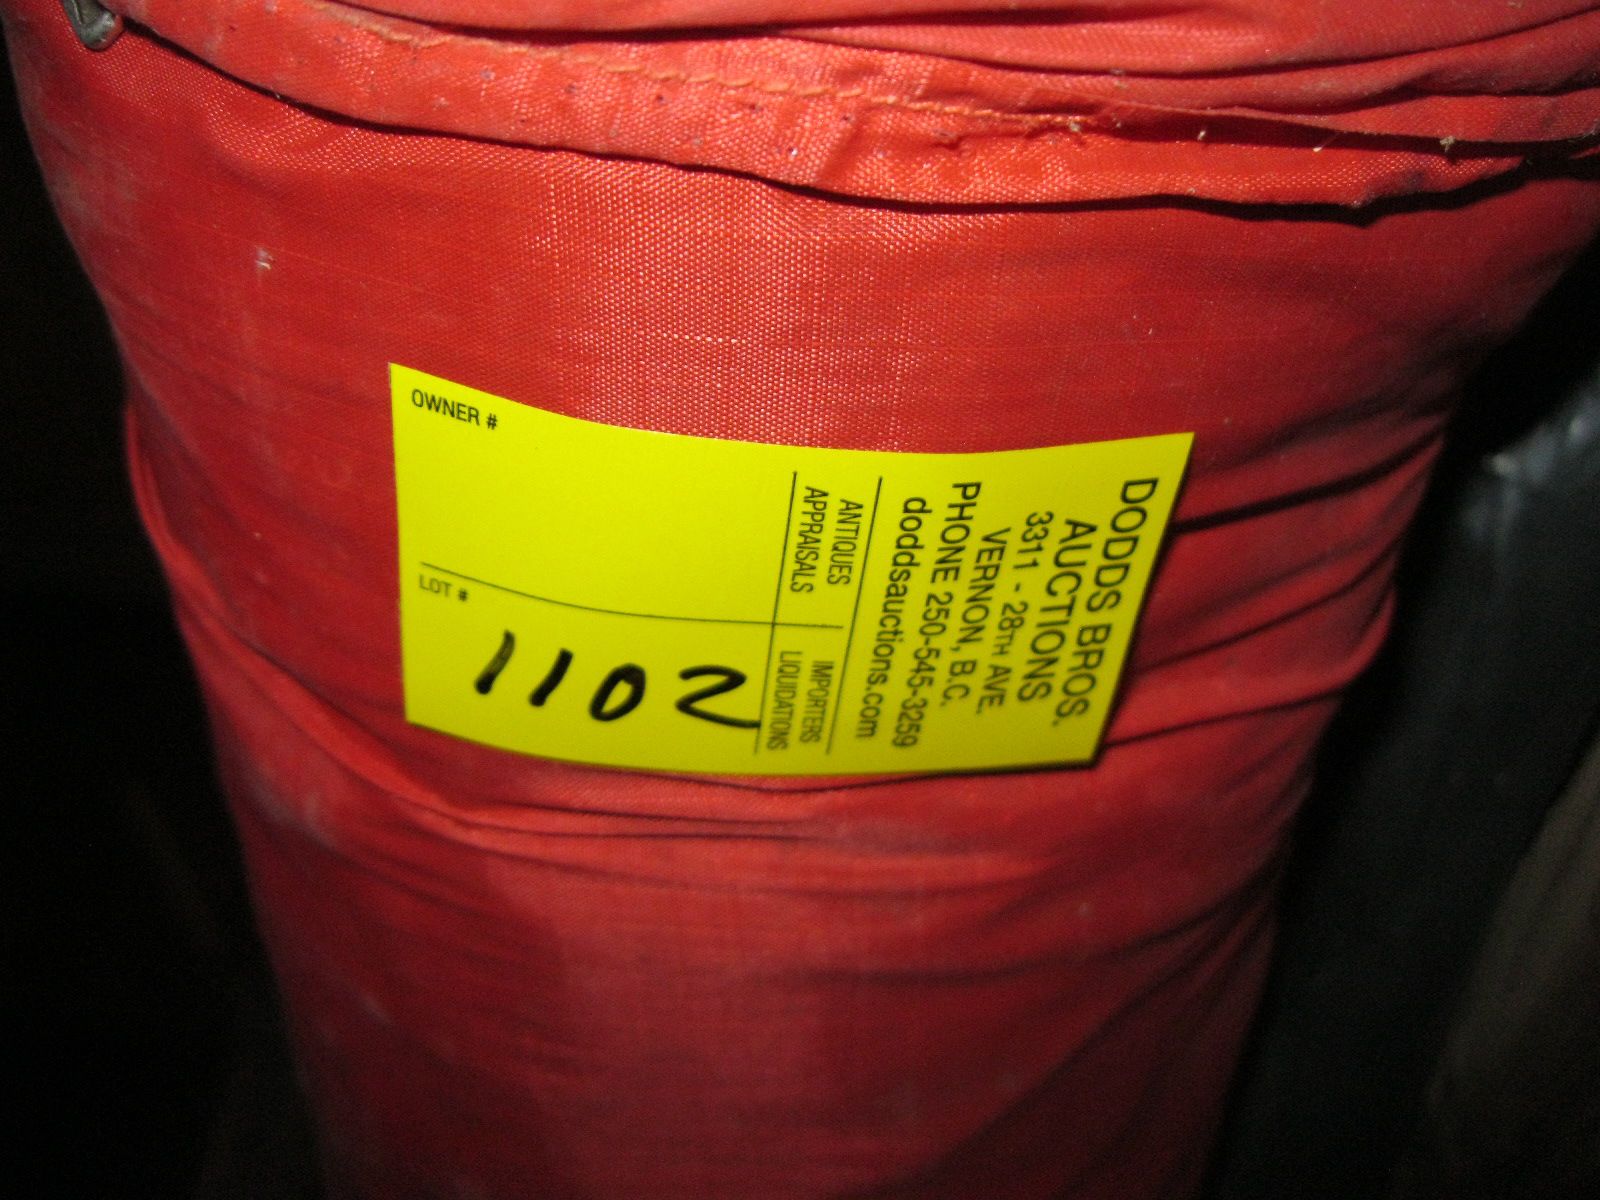 DODDS BROS.
AUCTIONS
3311 - 28TH AVE.
VERNON, B.C.
PHONE 250-545-3259
doddsauctions.com
ANTIQUES IMPORTERS
APPRAISALS LIQUIDATIONS
OWNER #
LOT #
1102